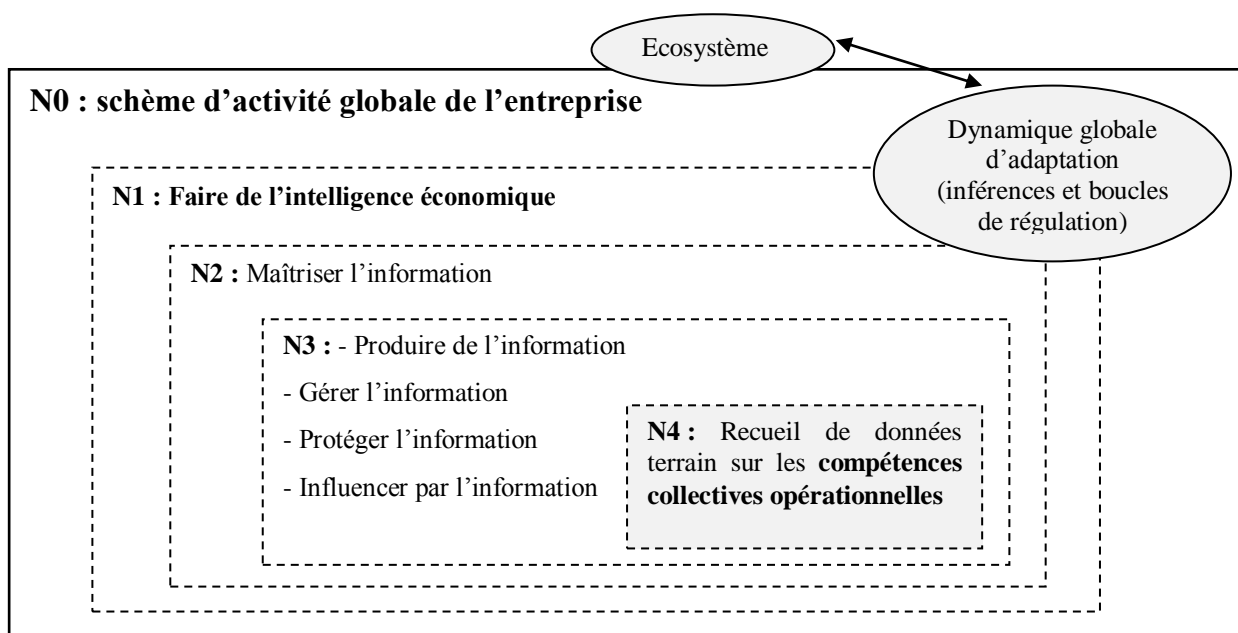 Ecosystème
N0 : schème d’activité globale de l’entreprise
Dynamique globale
d’adaptation
(inférences et boucles
de régulation)
N1 : Faire de l’intelligence économique
N2 : Maîtriser l’information
N3 : - Produire de l’information
- Gérer l’information
- Protéger l’information
- Influencer par l’information
N4 : Recueil de données
terrain sur les compétences
collectives opérationnelles